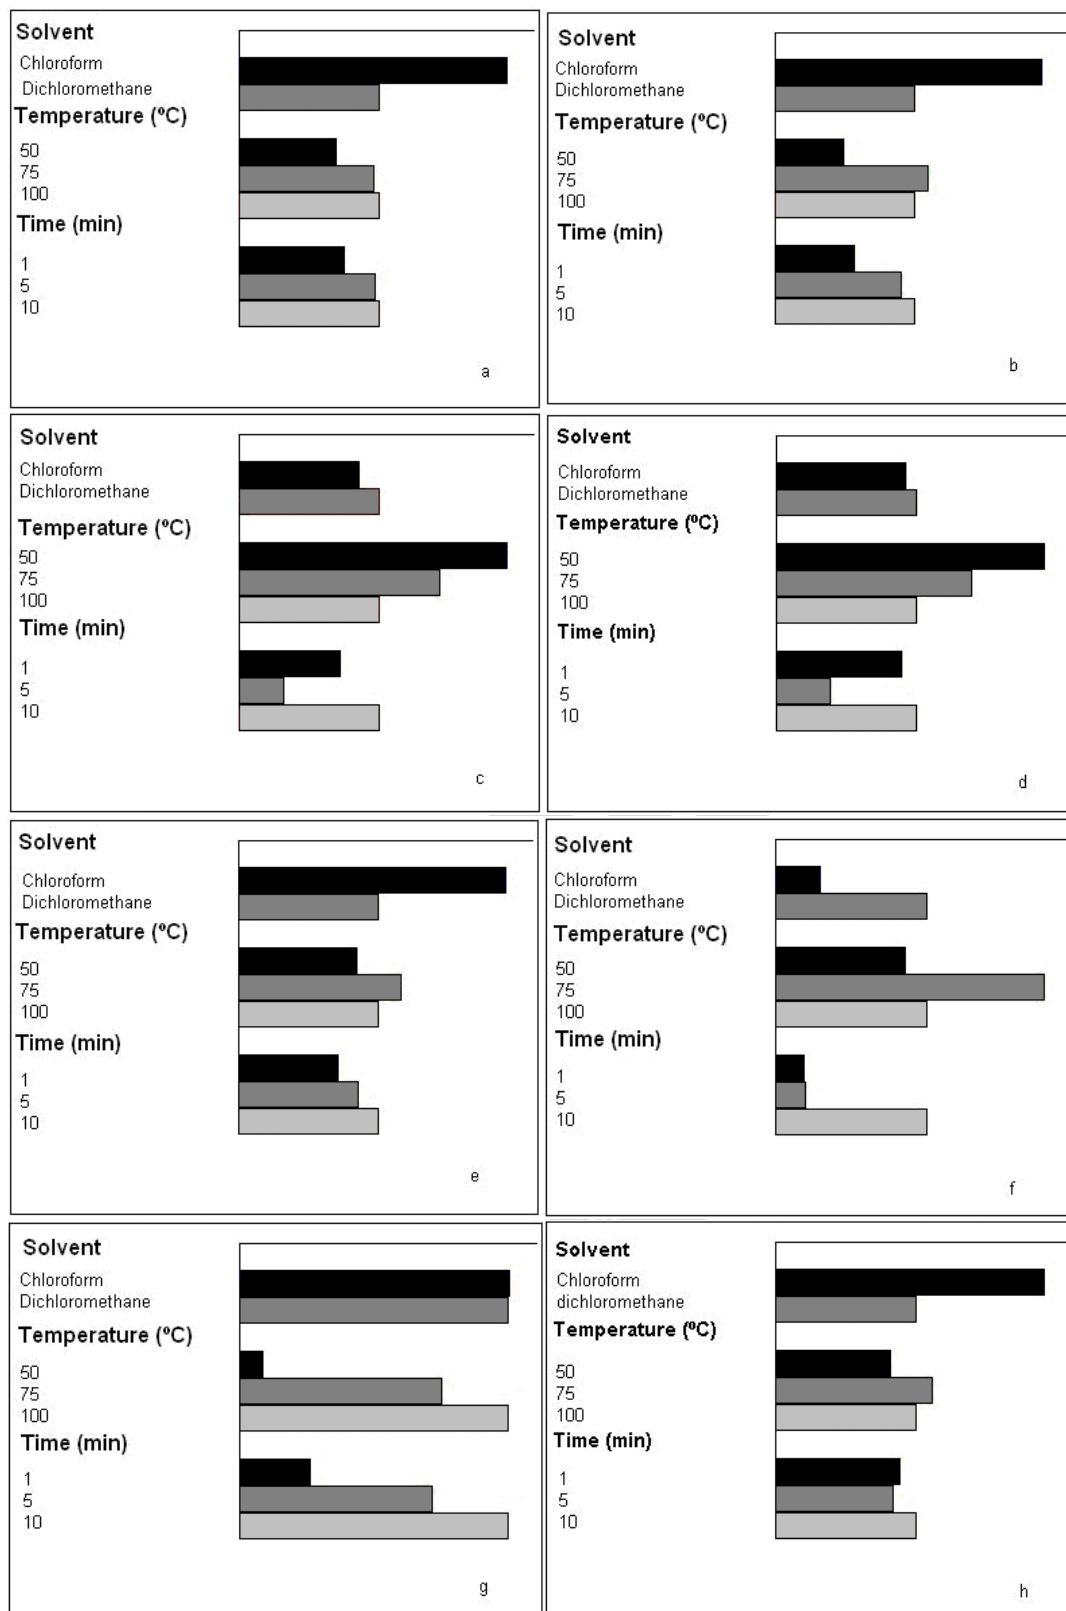 Solvent
Chloroform
Dichloromethane
Temperature (ºC)
50
75
100
Time (min)
1
5
10
a
Solvent
Chloroform
Dichloromethane
Temperature (ºC)
50
75
100
Time (min)
1
5
10
b
Solvent
Chloroform
Dichloromethane
Temperature (ºC)
50
75
100
Time (min)
1
5
10
c
Solvent
Chloroform
Dichloromethane
Temperature (ºC)
50
75
100
Time (min)
1
5
10
d
Solvent
Chloroform
Dichloromethane
Temperature (ºC)
50
75
100
Time (min)
1
5
10
e
Solvent
Chloroform
Dichloromethane
Temperature (ºC)
50
75
100
Time (min)
1
5
10
f
Solvent
Chloroform
Dichloromethane
Temperature (ºC)
50
75
100
Time (min)
1
5
10
g
Solvent
Chloroform
dichloromethane
Temperature (ºC)
50
75
100
Time (min)
1
5
10
h